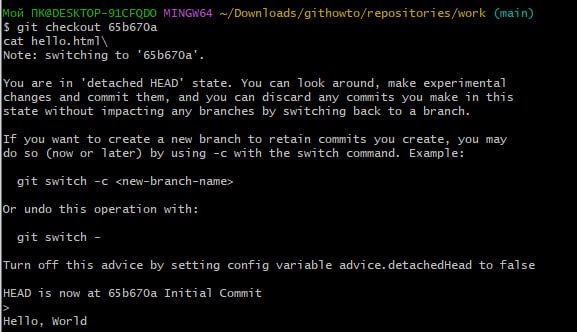 Мой ПК@DESKTOP-91CFQDO MINGW64 ~/Downloads/githowto/repositories/work (main)
$ git checkout 65b670a
cat hello.html\
Note: switching to '65b670a'.

You are in 'detached HEAD' state. You can look around, make experimental
changes and commit them, and you can discard any commits you make in this
state without impacting any branches by switching back to a branch.

If you want to create a new branch to retain commits you create, you may
do so (now or later) by using -c with the switch command. Example:

  git switch -c <new-branch-name>

Or undo this operation with:

  git switch -

Turn off this advice by setting config variable advice.detachedHead to false

HEAD is now at 65b670a Initial Commit
>
Hello, World